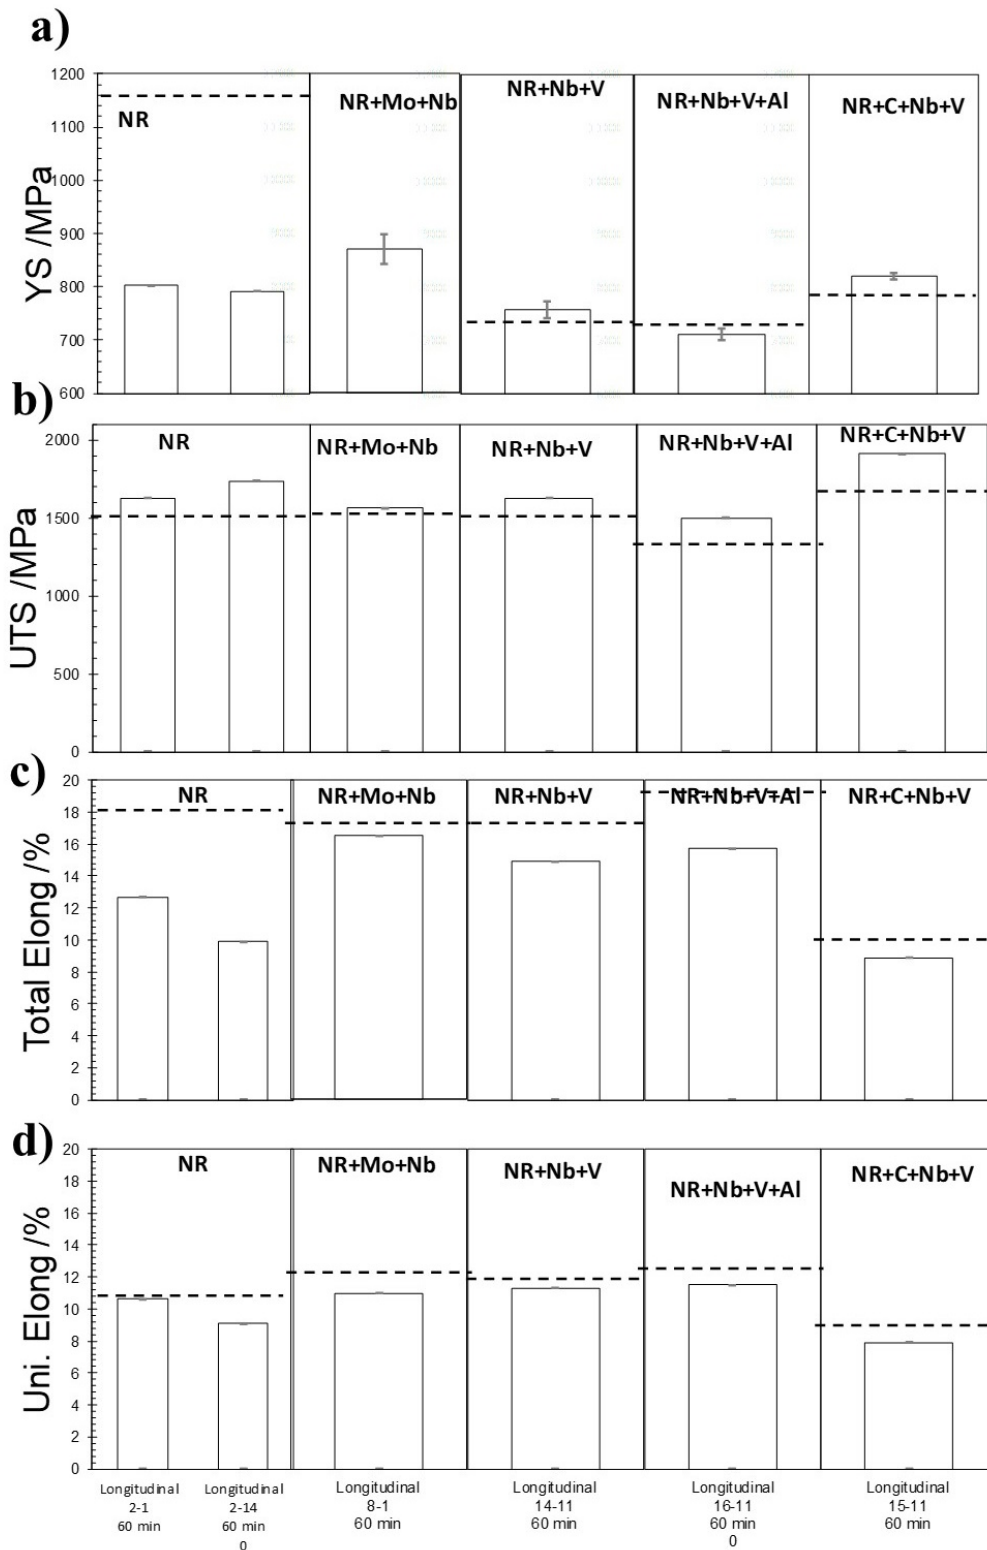 a)
1200
1100
1000
900
800
700
600
YS /MPa
NR
NR+Mo+Nb
NR+Nb+V
NR+Nb+V+Al
NR+C+Nb+V
b)
2000
1500
1000
500
0
UTS /MPa
NR
NR+Mo+Nb
NR+Nb+V
NR+Nb+V+Al
NR+C+Nb+V
c)
20
18
16
14
12
10
8
6
4
2
0
Total Elong /%
NR
NR+Mo+Nb
NR+Nb+V
NR+Nb+V+Al
NR+C+Nb+V
d)
20
18
16
14
12
10
8
6
4
2
0
Uni. Elong /%
NR
NR+Mo+Nb
NR+Nb+V
NR+Nb+V+Al
NR+C+Nb+V
Longitudinal
2-1
60 min
Longitudinal
2-14
60 min
0
Longitudinal
8-1
60 min
Longitudinal
14-11
60 min
Longitudinal
16-11
60 min
0
Longitudinal
15-11
60 min